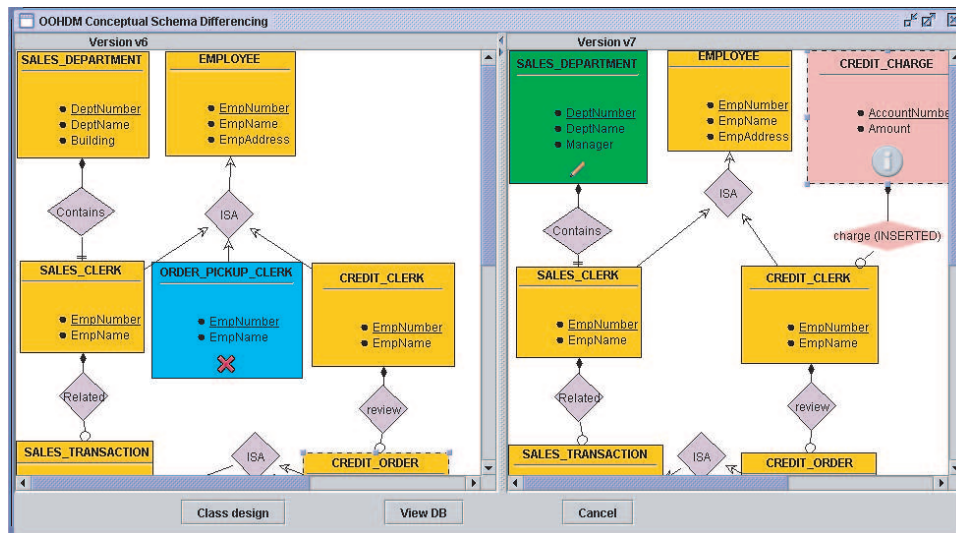 OOHDM Conceptual Schema Differencing
Version v6
SALES_DEPARTMENT
DeptNumber
DeptName
Building
EMPLOYEE
EmpNumber
EmpName
EmpAddress
Contains
ISA
SALES_CLERK
EmpNumber
EmpName
ORDER_PICKUP_CLERK
EmpNumber
EmpName
CREDIT_CLERK
EmpNumber
EmpName
Related
review
SALES_TRANSACTION
ISA
CREDIT_ORDER
Version v7
SALES_DEPARTMENT
DeptNumber
DeptName
Manager
EMPLOYEE
EmpNumber
EmpName
EmpAddress
CREDIT_CHARGE
AccountNumbe
Amount
Contains
ISA
charge (INSERTED)
SALES_CLERK
EmpNumber
EmpName
CREDIT_CLERK
EmpNumber
EmpName
Related
review
SALES_TRANSACTION
ISA
CREDIT_ORDER
Class design
View DB
Cancel